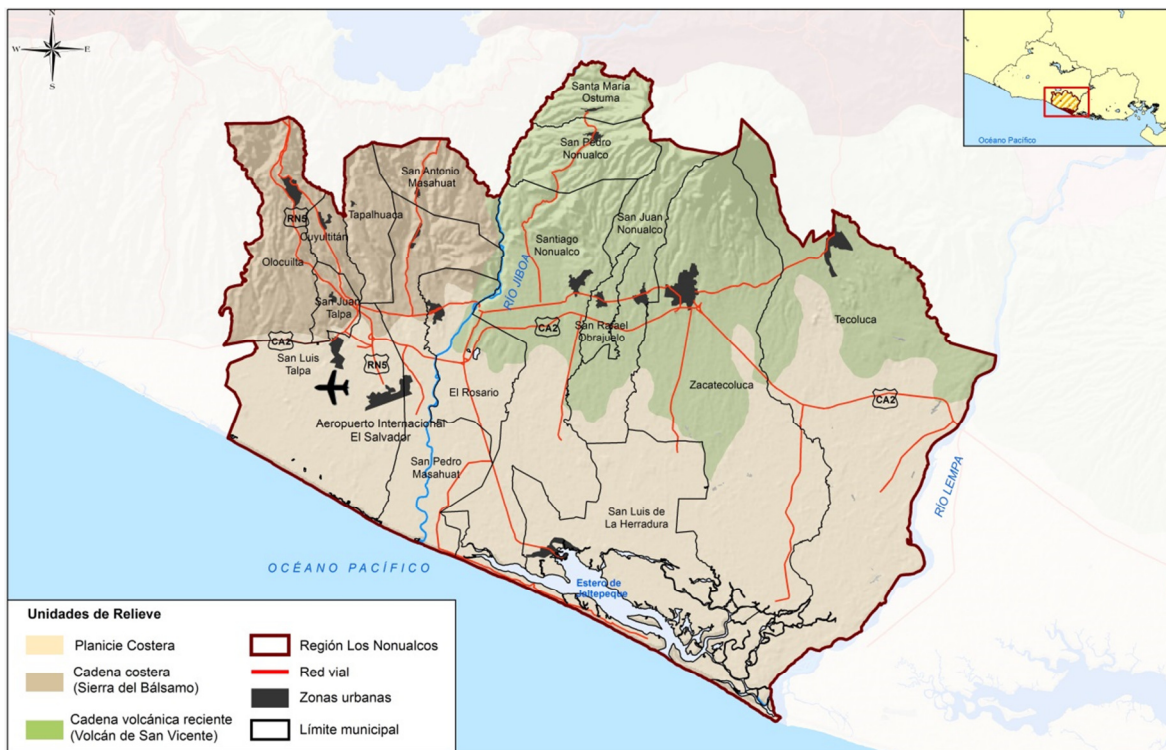 N
W
E
S
Océano Pacífico
Santa María
Ostuma
San Pedro
Nonualco
San Antonio
Masahuat
Tapalhuaca
RN5
Cuyultitán
Olocuilta
San Juan
Nonualco
Santiago
Nonualco
RÍO JIBOA
San Juan
Talpa
CA2
San Luis
Talpa
RN5
CA2
San Rafael
Obrajuelo
Tecoluca
Zacatecoluca
El Rosario
CA2
Aeropuerto Internacional
El Salvador
San Pedro
Masahuat
RÍO LEMPA
San Luis de
La Herradura
OCÉANO PACÍFICO
Estero de
Jaltepeque
Unidades de Relieve
Planicie Costera
Cadena costera
(Sierra del Bálsamo)
Cadena volcánica reciente
(Volcán de San Vicente)
Región Los Nonualcos
Red vial
Zonas urbanas
Límite municipal